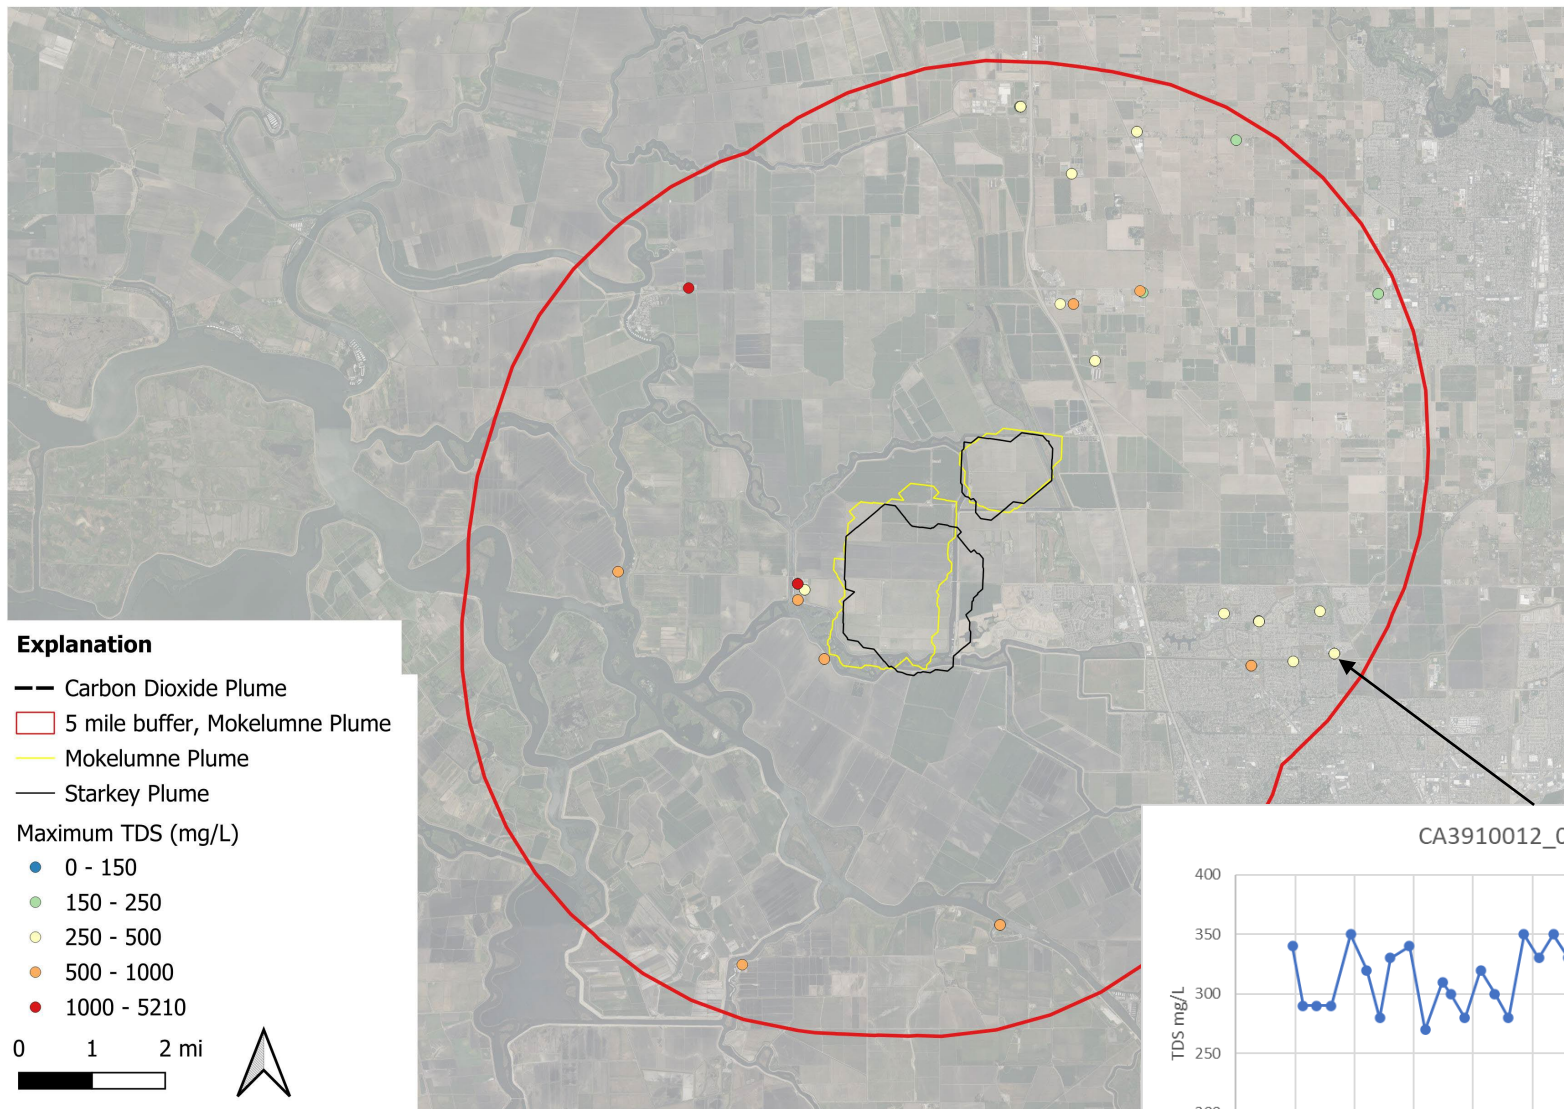 Explanation
Carbon Dioxide Plume
5 mile buffer, Mokelumne Plume
Mokelumne Plume
Starkey Plume
Maximum TDS (mg/L)
0 - 150
150 - 250
250 - 500
500 - 1000
1000 - 5210
0 1 2 mi
CA3910012_0
400
350
300
250
TDS mg/L